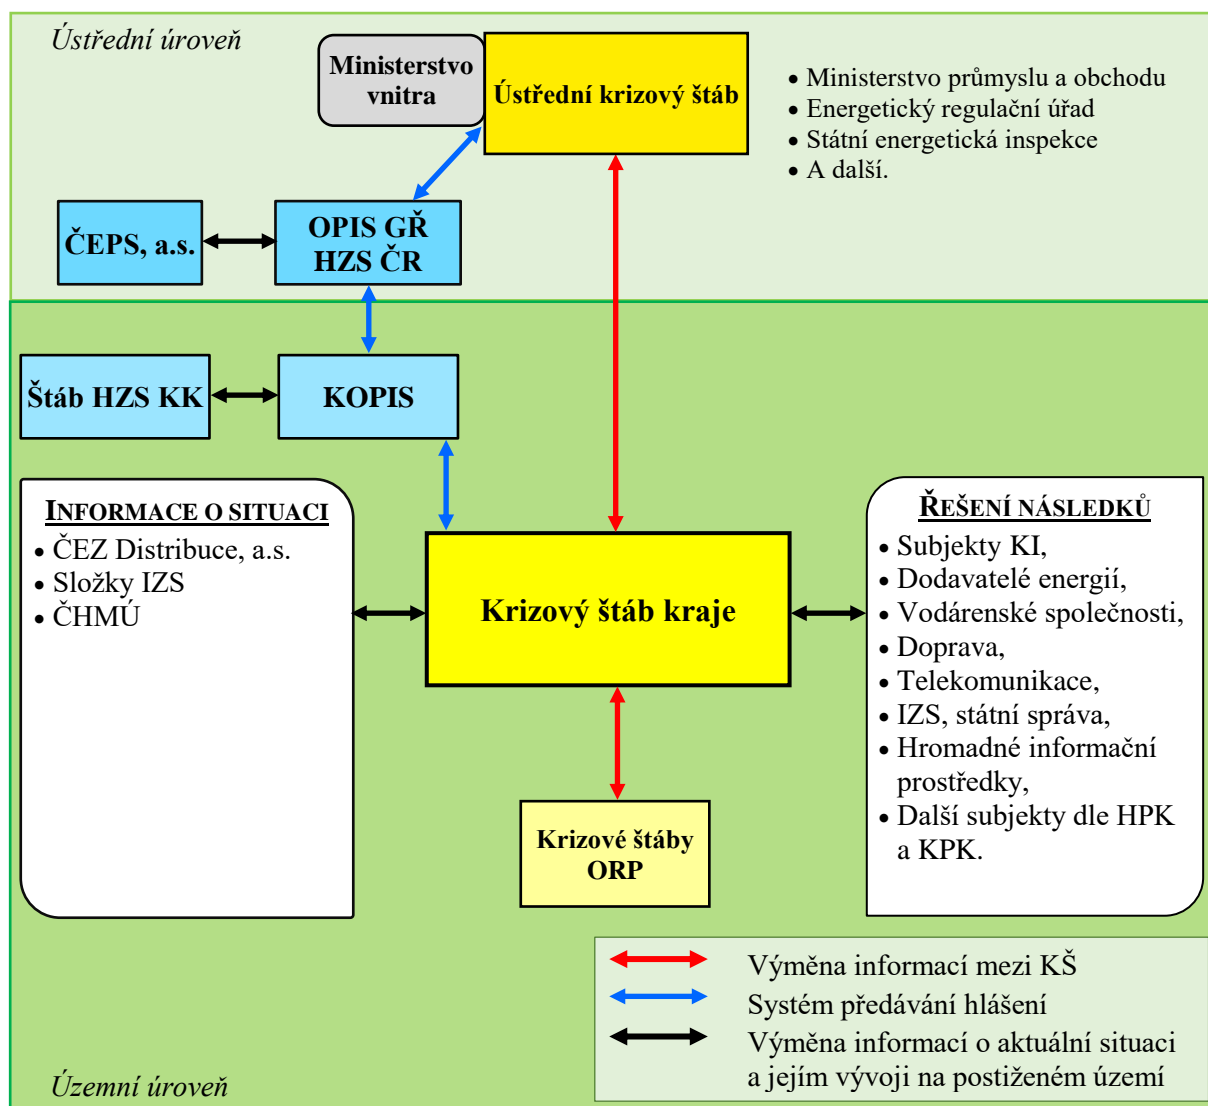 Ústřední úroveň
Ministerstvo
vnitra
Ústřední krizový štáb
• Ministerstvo průmyslu a obchodu
• Energetický regulační úřad
• Státní energetická inspekce
• A další.
ČEPS, a.s.
OPIS GŘ
HZS ČR
Štáb HZS KK
KOPIS
INFORMACE O SITUACI
• ČEZ Distribuce, a.s.
• Složky IZS
• ČHMÚ
Krizový štáb kraje
ŘEŠENÍ NÁSLEDKŮ
• Subjekty KI,
• Dodavatelé energií,
• Vodárenské společnosti,
• Doprava,
• Telekomunikace,
• IZS, státní správa,
• Hromadné informační
prostředky,
• Další subjekty dle HPK
a KPK.
Krizové štáby
ORP
Výměna informací mezi KŠ
Systém předávání hlášení
Výměna informací o aktuální situaci
a jejím vývoji na postiženém území
Územní úroveň